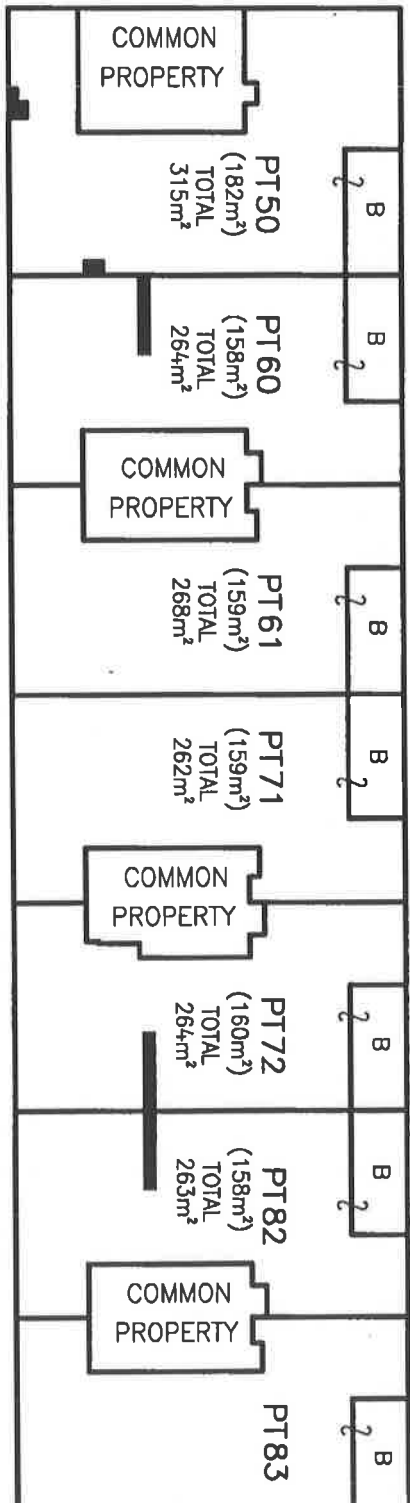 COMMON
PROPERTY
B
PT50
(182m²)
TOTAL
315m²
B
PT60
(158m²)
TOTAL
264m²
COMMON
PROPERTY
B
PT61
(159m²)
TOTAL
268m²
B
PT71
(159m²)
TOTAL
262m²
COMMON
PROPERTY
B
PT72
(160m²)
TOTAL
264m²
B
PT82
(158m²)
TOTAL
263m²
COMMON
PROPERTY
B
PT83